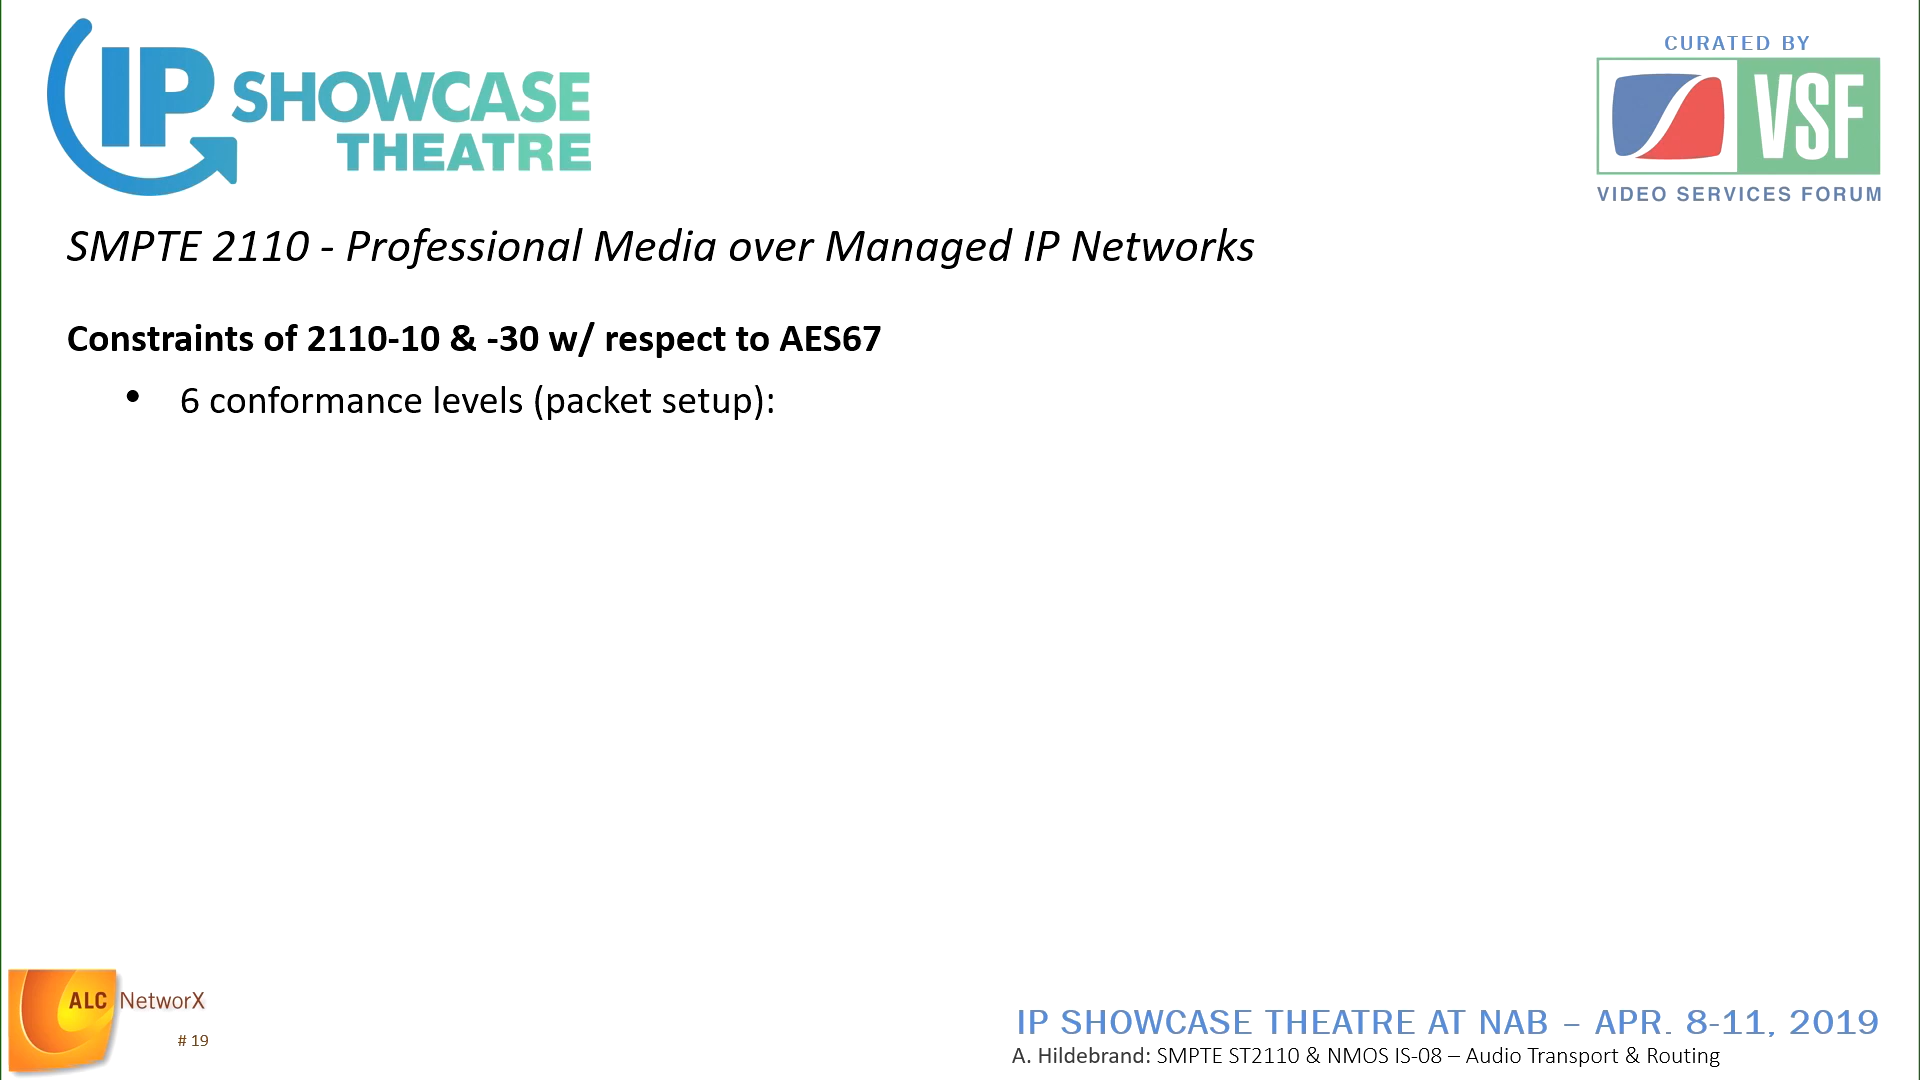 IP SHOWCASE
THEATRE
CURATED BY
VSF
VIDEO SERVICES FORUM
SMPTE 2110 - Professional Media over Managed IP Networks
Constraints of 2110-10 & -30 w/ respect to AES67
• 6 conformance levels (packet setup):
ALC NetworX
# 19
IP SHOWCASE THEATRE AT NAB – APR. 8-11, 2019
A. Hildebrand: SMPTE ST2110 & NMOS IS-08 – Audio Transport & Routing